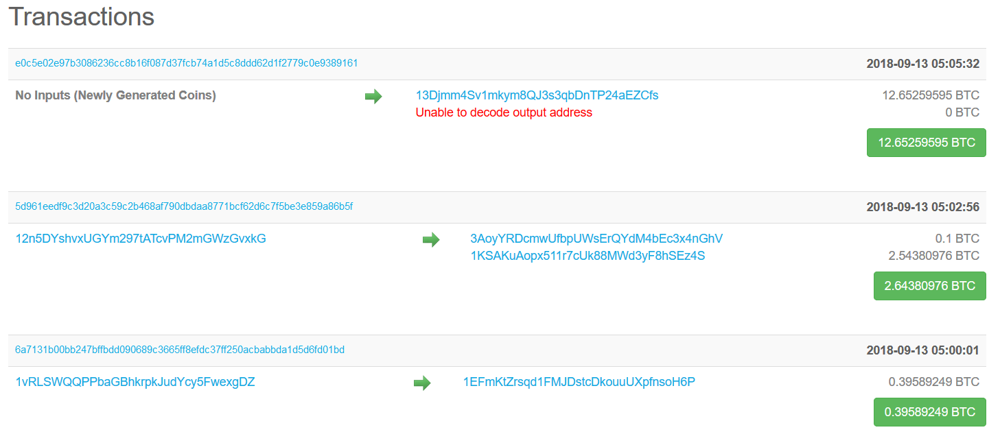 Transactions
e0c5e02e97b3086236cc8b16f087d37fcb74a1d5c8ddd62d1f2779c0e9389161 2018-09-13 05:05:32
No Inputs (Newly Generated Coins) 13Djmm4Sv1mkym8QJ3s3qbDnTP24aEZCfs 12.65259595 BTC
Unable to decode output address 0 BTC
12.65259595 BTC
5d961eedf9c3d20a3c59c2b468af790dbdaa8771bcf62d6c7f5be3e859a86b5f 2018-09-13 05:02:56
12n5DYshvxUGYm297tATcvPM2mGWzGvxkG 3AoyYRDcmwUfbpUWsErQYdM4bEc3x4nGhV 0.1 BTC
1KSAKuAopx511r7cUk88MWd3yF8hSEz4S 2.54380976 BTC
2.64380976 BTC
6a7131b00bb247bffbdd090689c3665ff8efdc37ff250acbabbda1d5d6fd01bd 2018-09-13 05:00:01
1vRLSWQQPPbaGBhkrpkJudYcy5FwexgDZ 1EFmKtZrsqd1FMJDstcDkouuUXpfnsoH6P 0.39589249 BTC
0.39589249 BTC